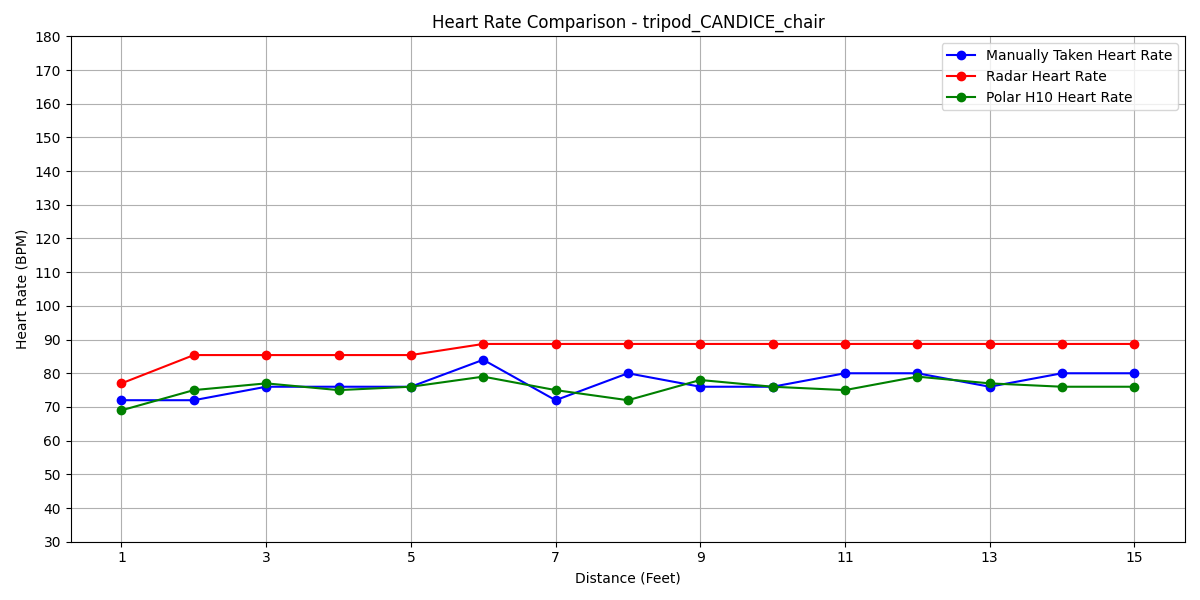 Heart Rate Comparison - tripod_CANDICE_chair
Manually Taken Heart Rate
Radar Heart Rate
Polar H10 Heart Rate
Heart Rate (BPM)
180
170
160
150
140
130
120
110
100
90
80
70
60
50
40
30
1 3 5 7 9 11 13 15
Distance (Feet)